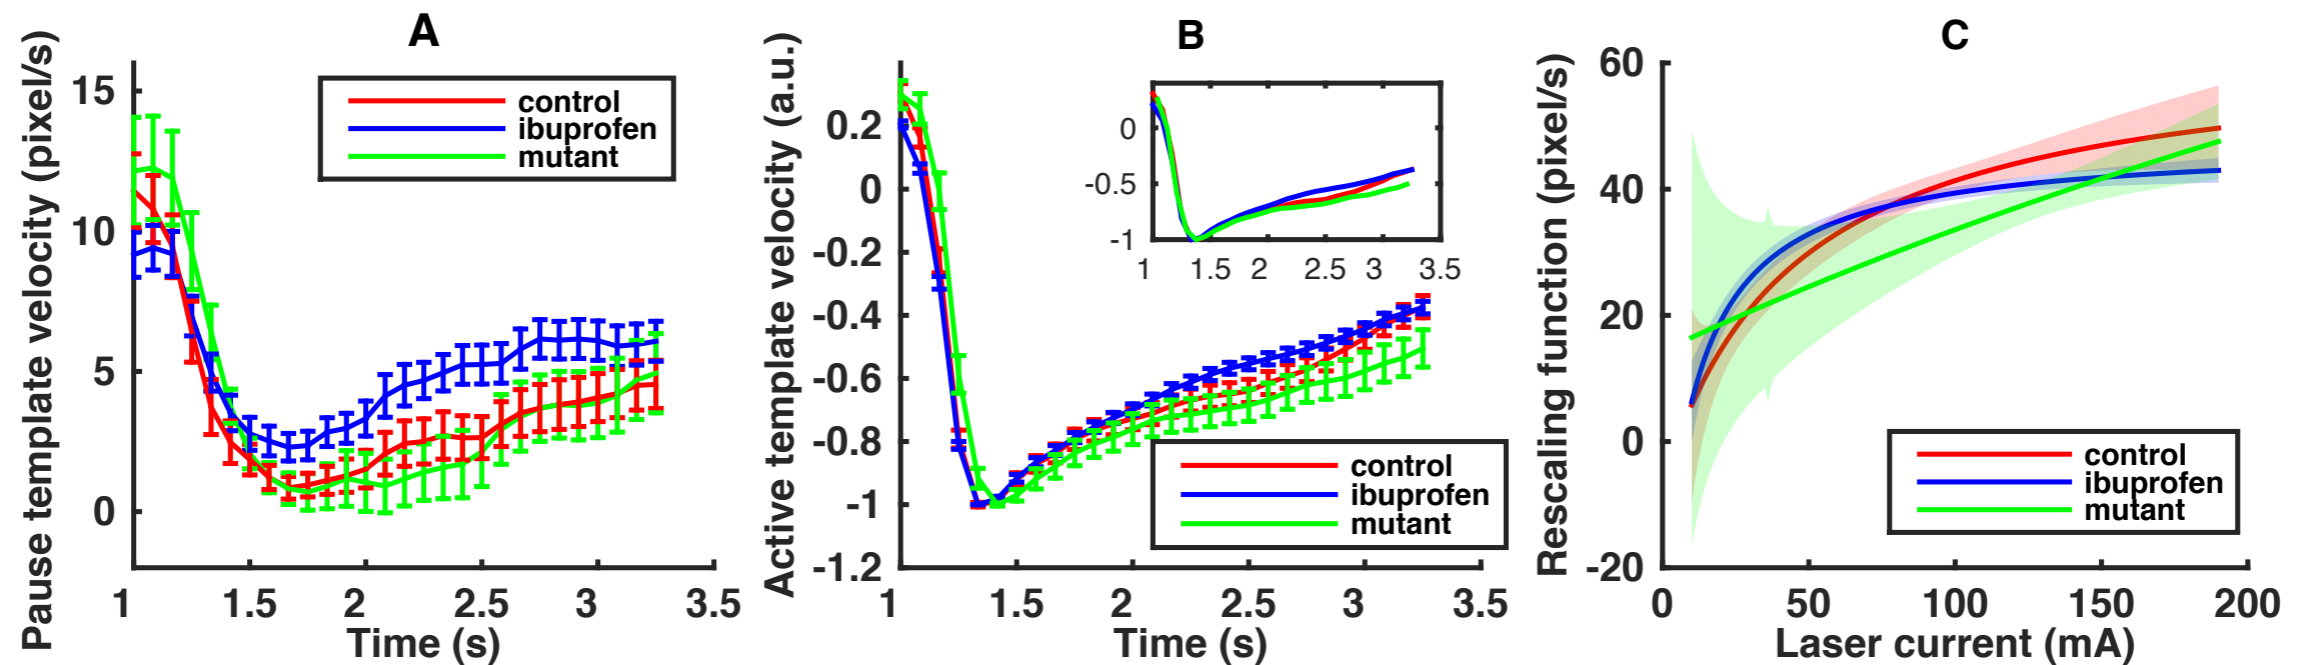 A
Pause template velocity (pixel/s)
15
10
5
0
control
ibuprofen
mutant
1
1.5
2
2.5
3
3.5
Time (s)
B
Active template velocity (a.u.)
0.2
0
-0.2
-0.4
-0.6
-0.8
-1
-1.2
0
-0.5
-1
1
1.5
2
2.5
3
3.5
control
ibuprofen
mutant
1
1.5
2
2.5
3
3.5
Time (s)
C
Rescaling function (pixel/s)
60
40
20
0
-20
control
ibuprofen
mutant
0
50
100
150
200
Laser current (mA)